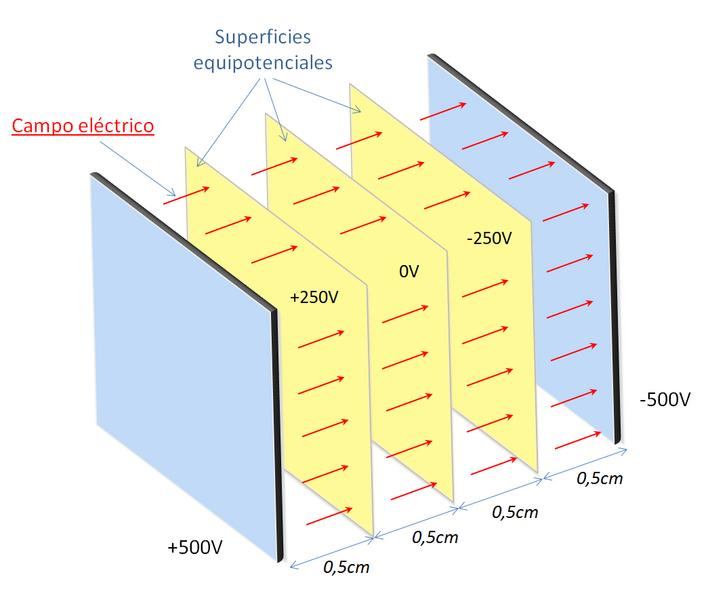 Superficies
equipotenciales
Campo eléctrico
-250V
0V
+250V
-500V
0,5cm
0,5cm
0,5cm
+500V
0,5cm